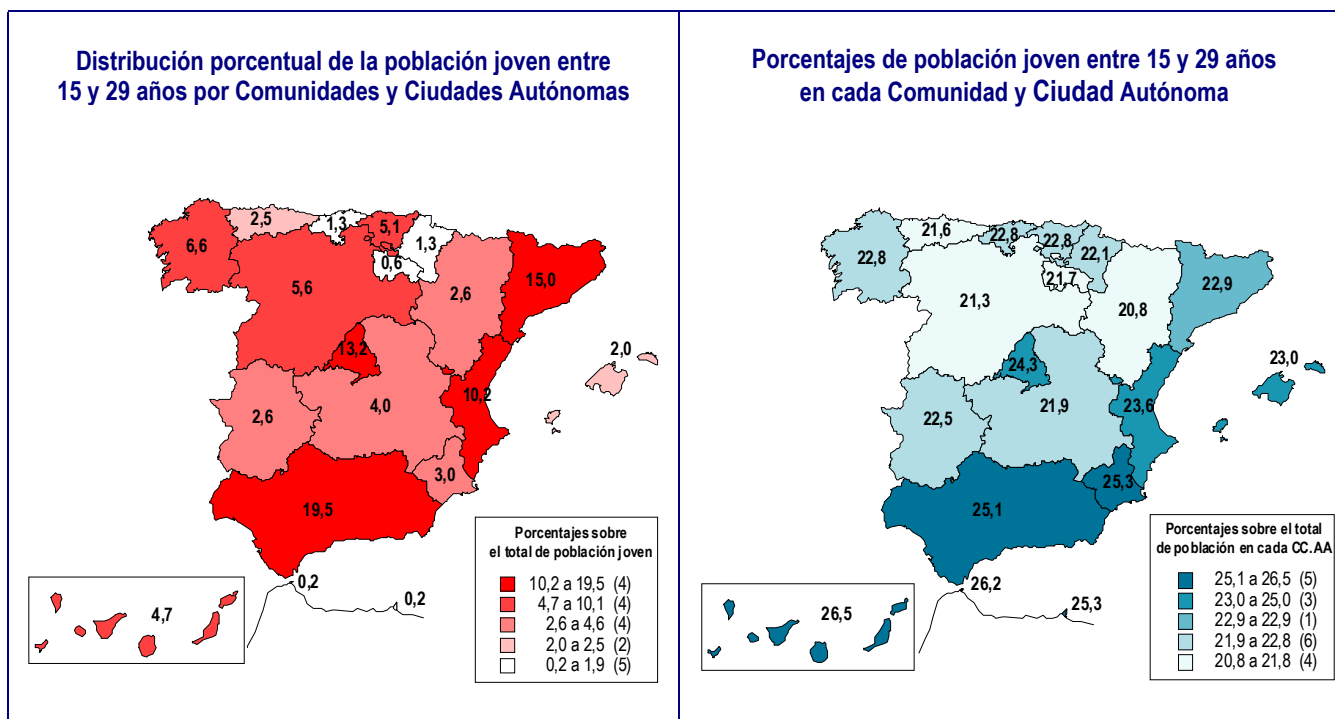 Distribución porcentual de la población joven entre
15 y 29 años por Comunidades y Ciudades Autónomas
2,5
1,3
5,1
6,6
1,3
0,6
15,0
5,6
2,6
13,2
2,0
10,2
4,0
2,6
3,0
19,5
Porcentajes sobre
el total de población joven
10,2 a 19,5 (4)
4,7 a 10,1 (4)
2,6 a 4,6 (4)
2,0 a 2,5 (2)
0,2 a 1,9 (5)
0,2
0,2
4,7
Porcentajes de población joven entre 15 y 29 años
en cada Comunidad y Ciudad Autónoma
21,6
22,8
22,8
22,8
22,1
21,7
22,9
21,3
20,8
24,3
23,0
23,6
21,9
22,5
25,3
25,1
Porcentajes sobre el total
de población en cada CC.AA
25,1 a 26,5 (5)
23,0 a 25,0 (3)
22,9 a 22,9 (1)
21,9 a 22,8 (6)
20,8 a 21,8 (4)
26,2
25,3
26,5